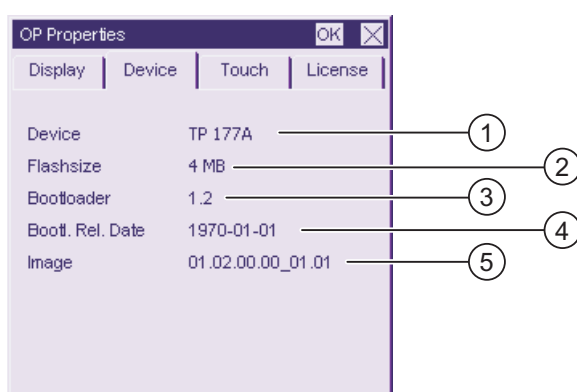 OP Properties OK
Display Device Touch License
Device TP 177A 1
Flashsize 4 MB 2
Bootloader 1.2 3
Bootl. Rel. Date 1970-01-01 4
Image 01.02.00.00_01.01 5